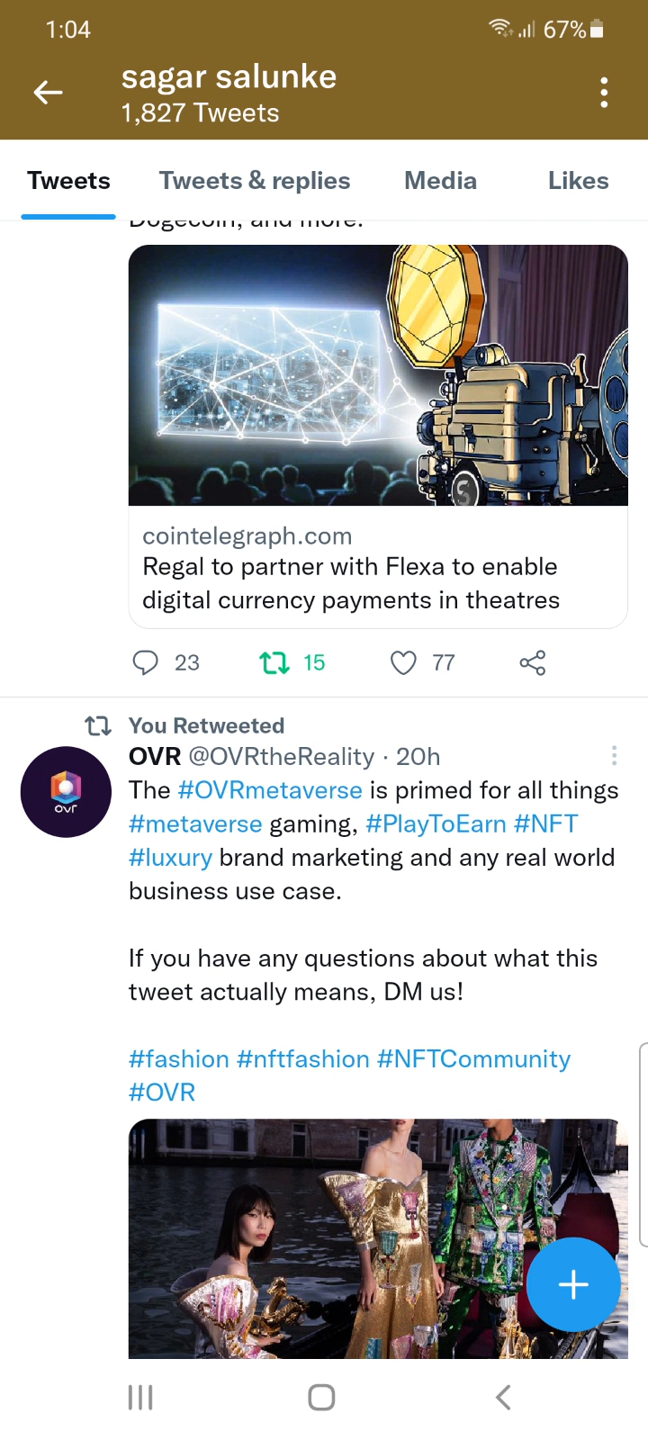 1:04
67%
sagar salunke
1,827 Tweets
Tweets
Tweets & replies
Media
Likes
Dogecoin, and more.
cointelegraph.com
Regal to partner with Flexa to enable
digital currency payments in theatres
23
15
77
You Retweeted
OVR @OVRtheReality · 20h
ovr
The #OVRmetaverse is primed for all things
#metaverse gaming, #PlayToEarn #NFT
#luxury brand marketing and any real world
business use case.
If you have any questions about what this
tweet actually means, DM us!
#fashion #nftfashion #NFTCommunity
#OVR